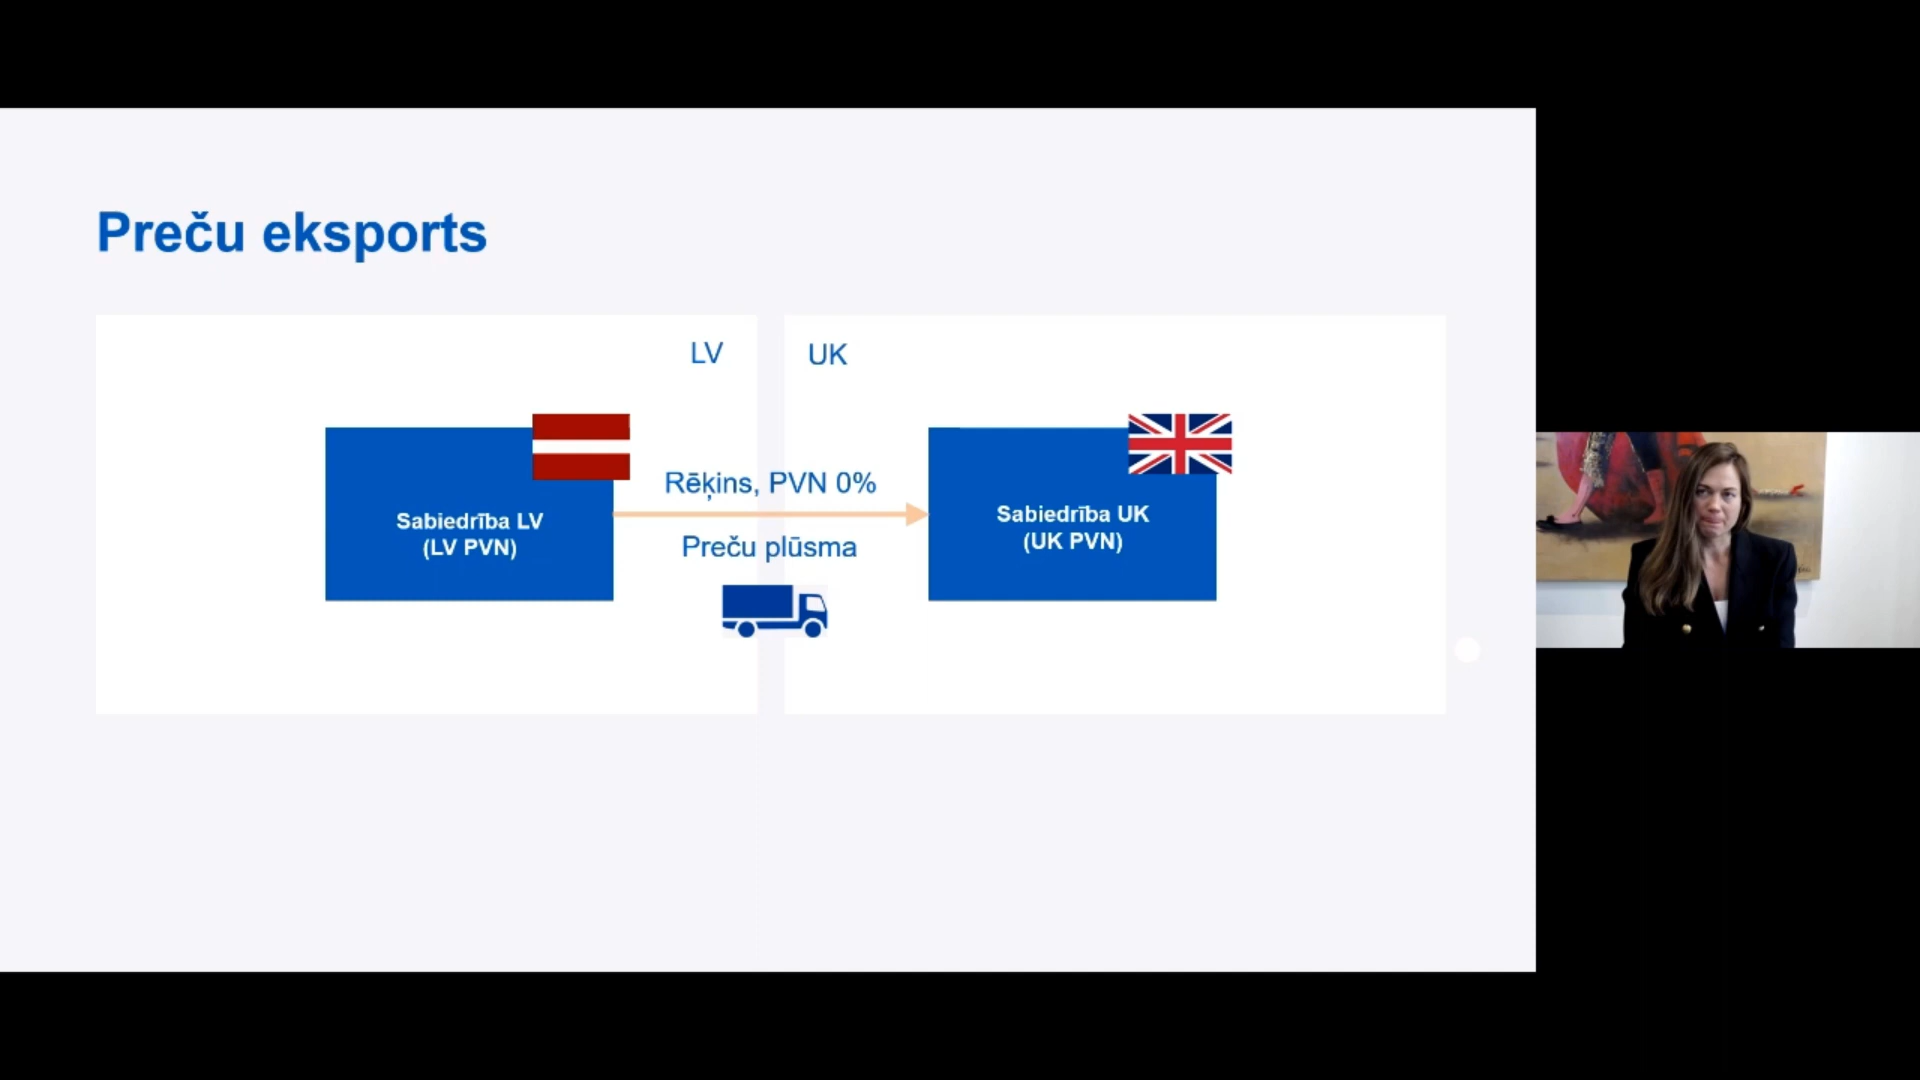 Preču eksports
LV
UK
Rēķins, PVN 0%
Sabiedrība LV
(LV PVN)
Sabiedrība UK
(UK PVN)
Preču plūsma